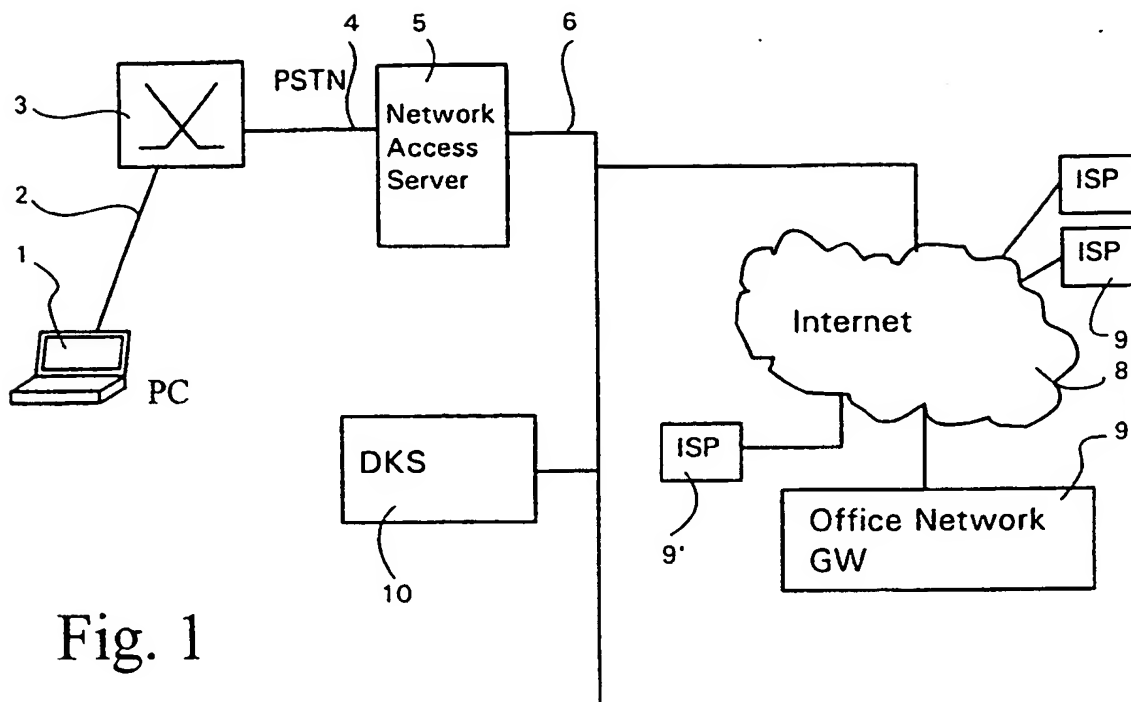 4
5
6
3
PSTN
Network
Access
Server
ISP
2
ISP
1
Internet
9
8
PC
ISP
9
DKS
9'
Office Network
GW
10
Fig. 1